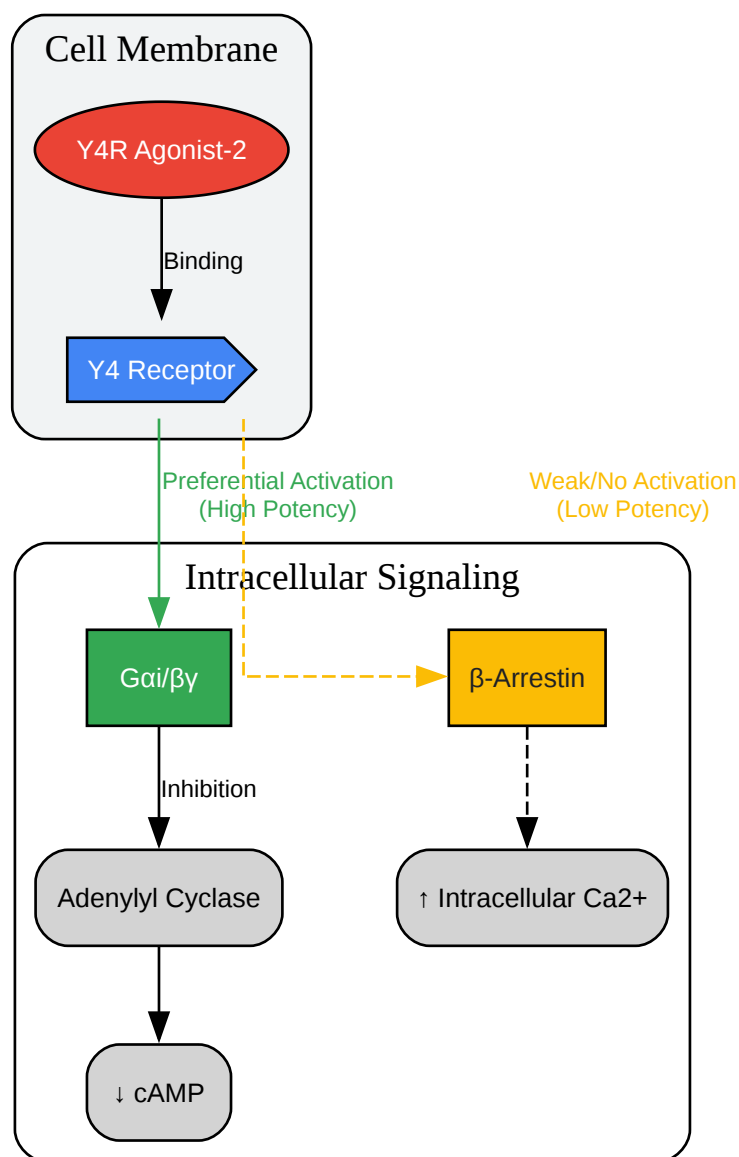 Cell Membrane
Y4R Agonist-2
Binding
Y4 Receptor
Preferential Activation
(High Potency)
Weak/No Activation
(Low Potency)
Intracellular Signaling
Gαi/βγ
β-Arrestin
Inhibition
Adenylyl Cyclase
↑ Intracellular Ca2+
↓ cAMP